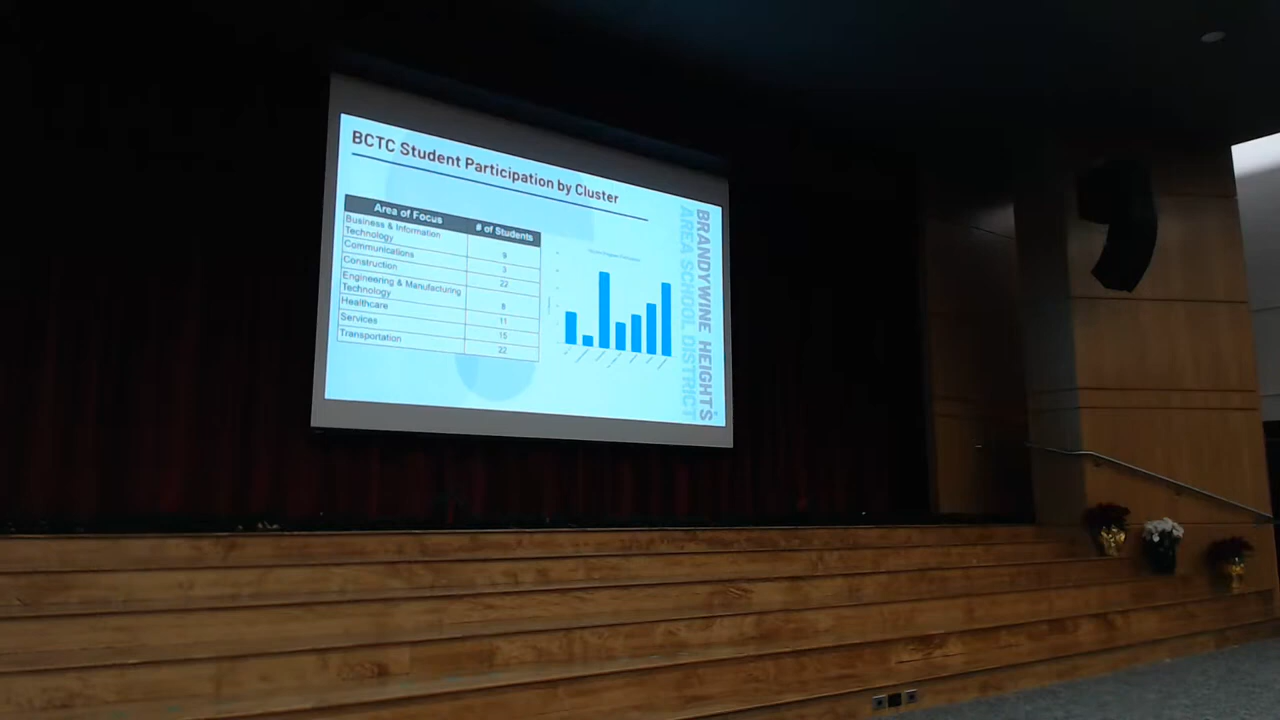 BCTC Student Participation by Cluster
Area of Focus # of Students
Business & Information
Technology 9
Communications 3
Construction 22
Engineering & Manufacturing
Technology 8
Healthcare 11
Services 15
Transportation 22
BRANDYWINE HEIGHTS
AREA SCHOOL DISTRICT